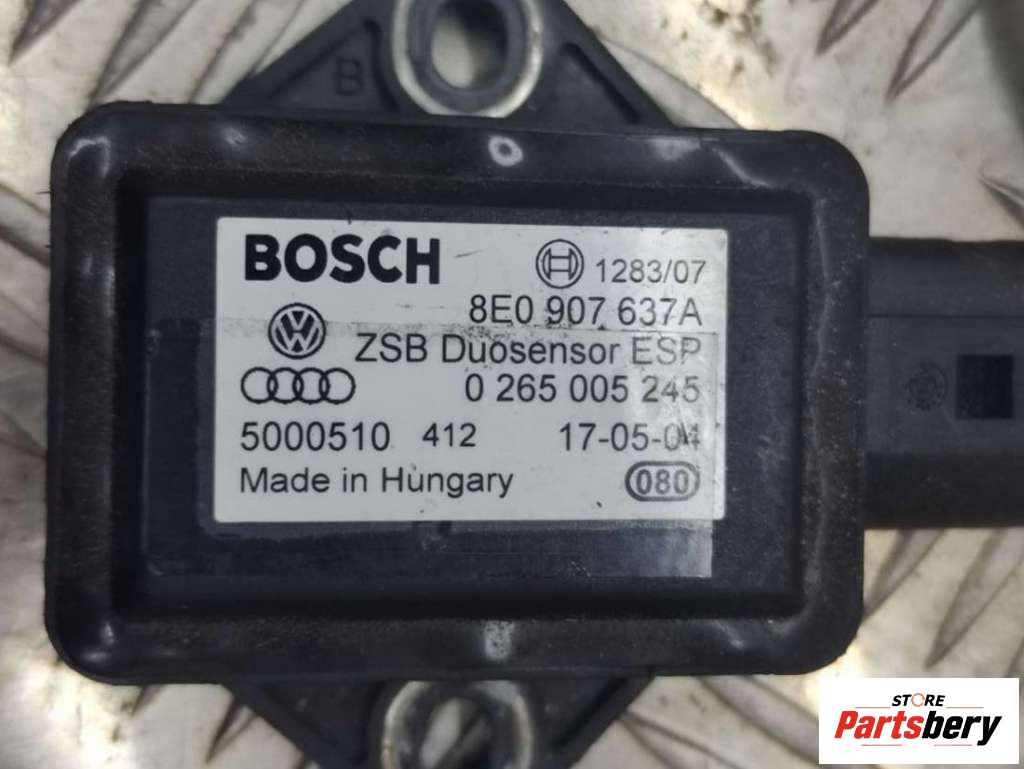 B
BOSCH
1283/07
8E0 907 637A
ZSB Duosensor ESP
0 265 005 245
5000510 412 17-05-04
Made in Hungary 080
STORE
Partsbery